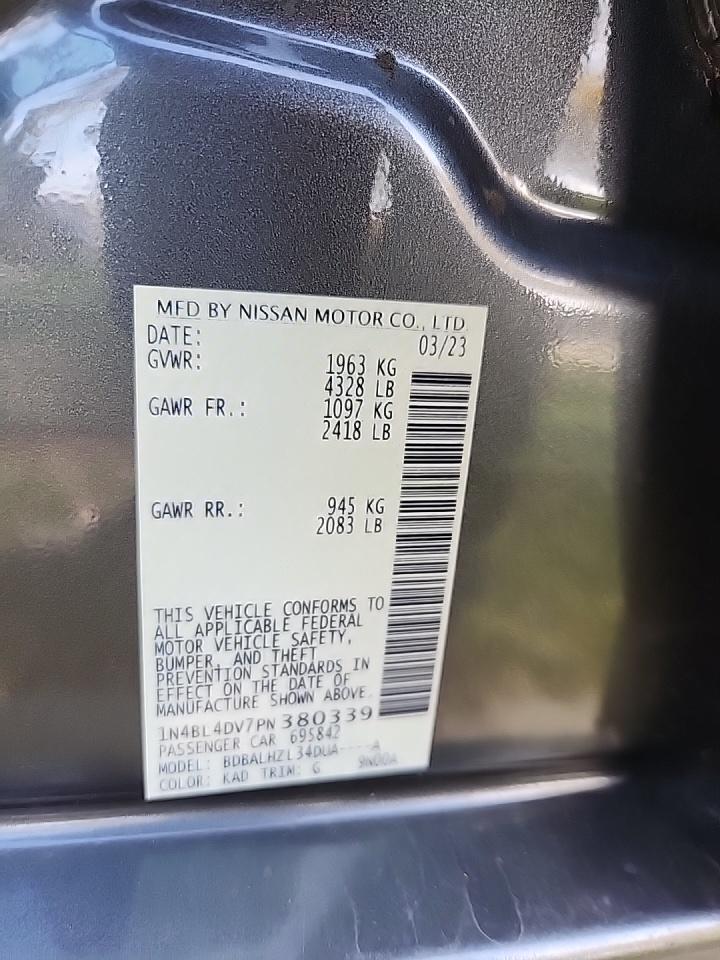 MFD BY NISSAN MOTOR CO., LTD
DATE: 03/23
GVWR: 1963 KG
4328 LB
GAWR FR.: 1097 KG
2418 LB
GAWR RR.: 945 KG
2083 LB
THIS VEHICLE CONFORMS TO
ALL APPLICABLE FEDERAL
MOTOR VEHICLE SAFETY,
BUMPER, AND THEFT
PREVENTION STANDARDS IN
EFFECT ON THE DATE OF
MANUFACTURE SHOWN ABOVE.
1N4BL4DV7PN380339
PASSENGER CAR 695842
MODEL: BDBALHZL34DUA----A
COLOR: KAD TRIM: G 9N00A